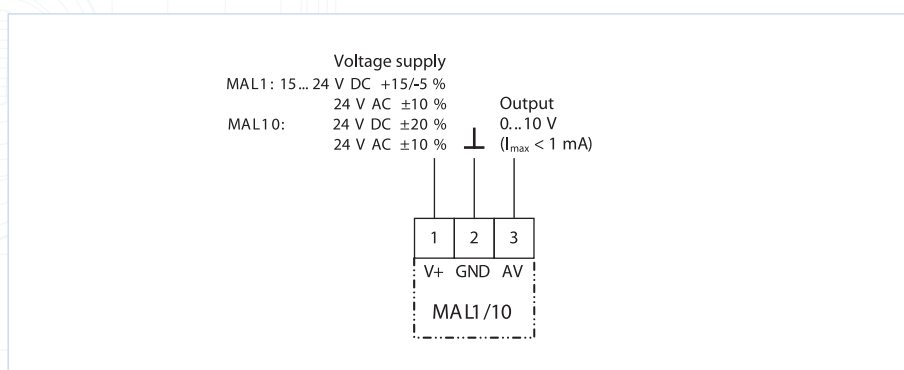 Voltage supply
MAL1: 15... 24 V DC +15/-5 %
24 V AC ±10 %
MAL10: 24 V DC ±20 %
24 V AC ±10 %
Output
0...10 V
(Imax < 1 mA)
1 2 3
V+ GND AV
MAL1/10